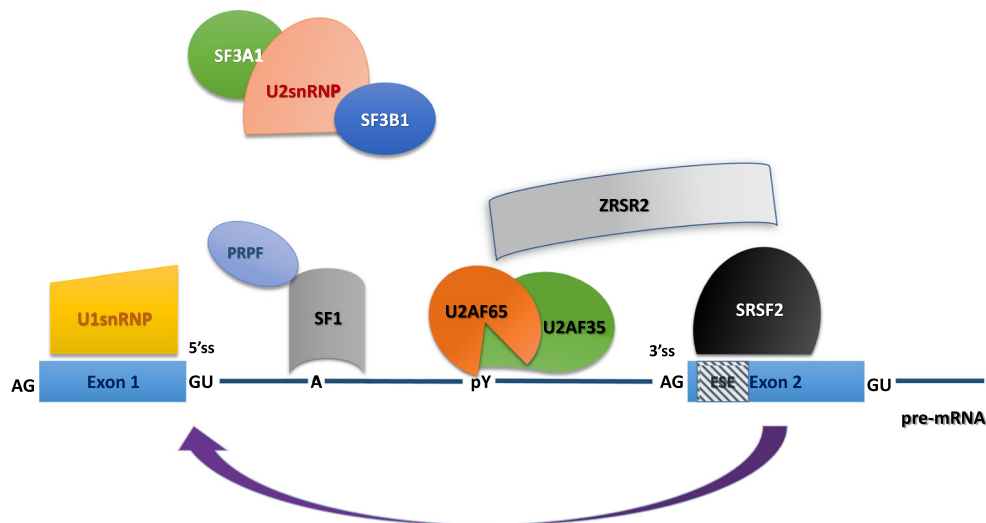 SF3A1
U2snRNP
SF3B1
ZRSR2
PRPF
U1snRNP
SF1
U2AF65
U2AF35
SRSF2
5'ss
3'ss
AG
Exon 1
GU
A
pY
AG
ESE
Exon 2
GU
pre-mRNA